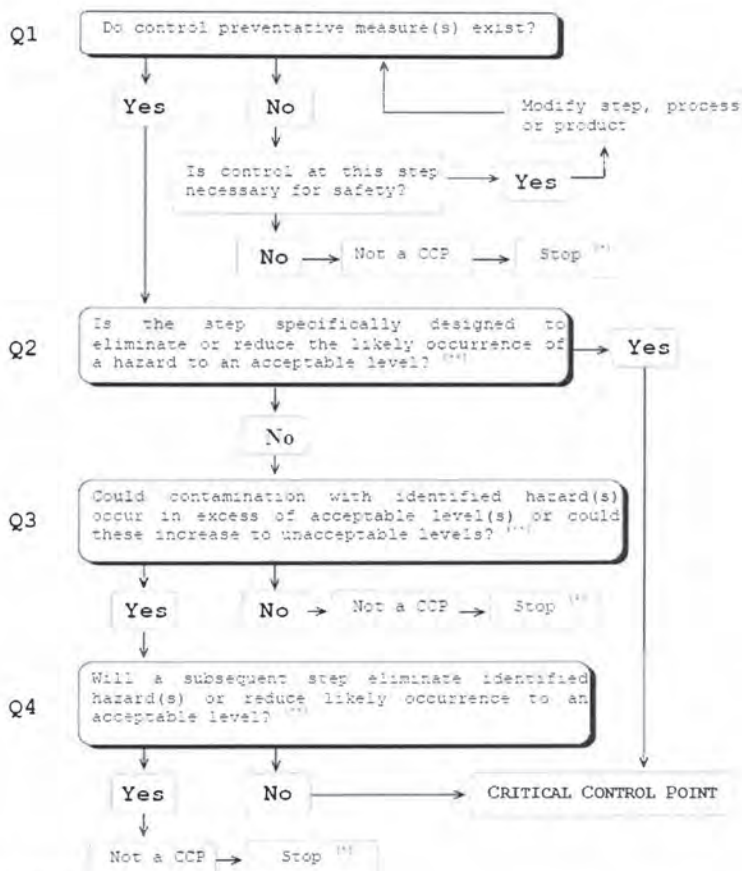 Q1
Do control preventative measure(s) exist?
Yes
No
Modify step, process
or product
Is control at this step
necessary for safety?
Yes
No
Not a CCP
Stop
Q2
Is the step specifically designed to
eliminate or reduce the likely occurrence of
a hazard to an acceptable level?
Yes
No
Q3
Could contamination with identified hazard(s)
occur in excess of acceptable level(s) or could
these increase to unacceptable levels?
Yes
No
Not a CCP
Stop
Q4
Will a subsequent step eliminate identified
hazard(s) or reduce likely occurrence to an
acceptable level?
Yes
No
CRITICAL CONTROL POINT
Not a CCP
Stop